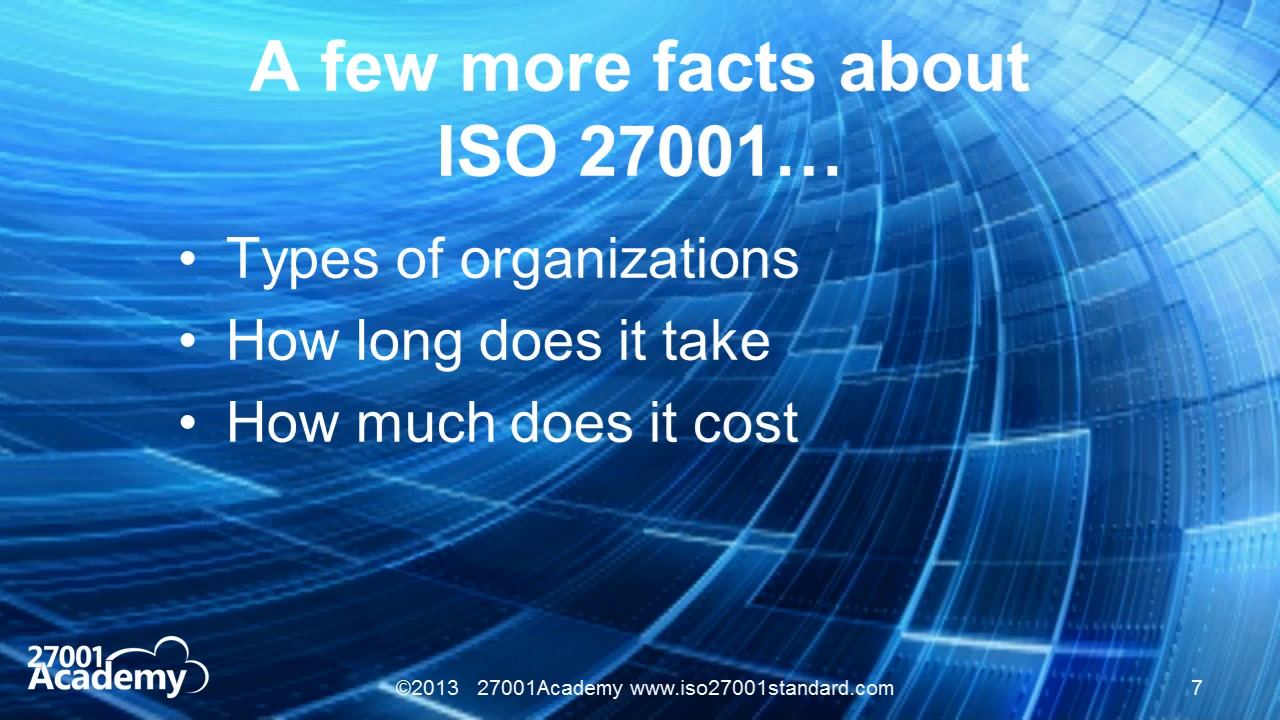 A few more facts about
ISO 27001…
• Types of organizations
• How long does it take
• How much does it cost
27001
Academy
©2013 27001Academy www.iso27001standard.com
7